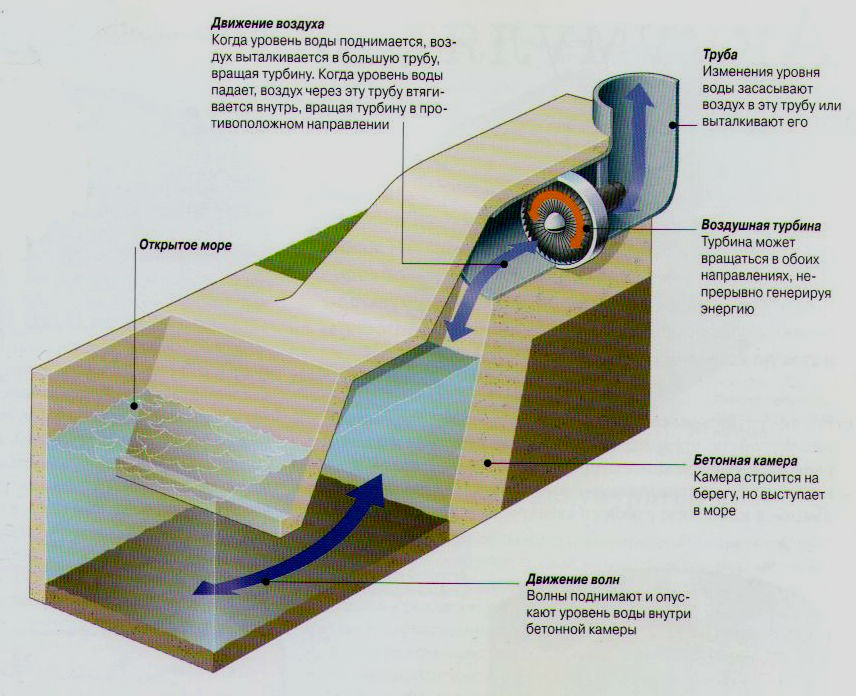 Движение воздуха
Когда уровень воды поднимается, воз-
дух выталкивается в большую трубу,
вращая турбину. Когда уровень воды
падает, воздух через эту трубу втяги-
вается внутрь, вращая турбину в про-
тивоположном направлении
Труба
Изменения уровня
воды засасывают
воздух в эту трубу или
выталкивают его
Открытое море
Воздушная турбина
Турбина может
вращаться в обоих
направлениях, не-
прерывно генерируя
энергию
Бетонная камера
Камера строится на
берегу, но выступает
в море
Движение волн
Волны поднимают и опус-
кают уровень воды внутри
бетонной камеры